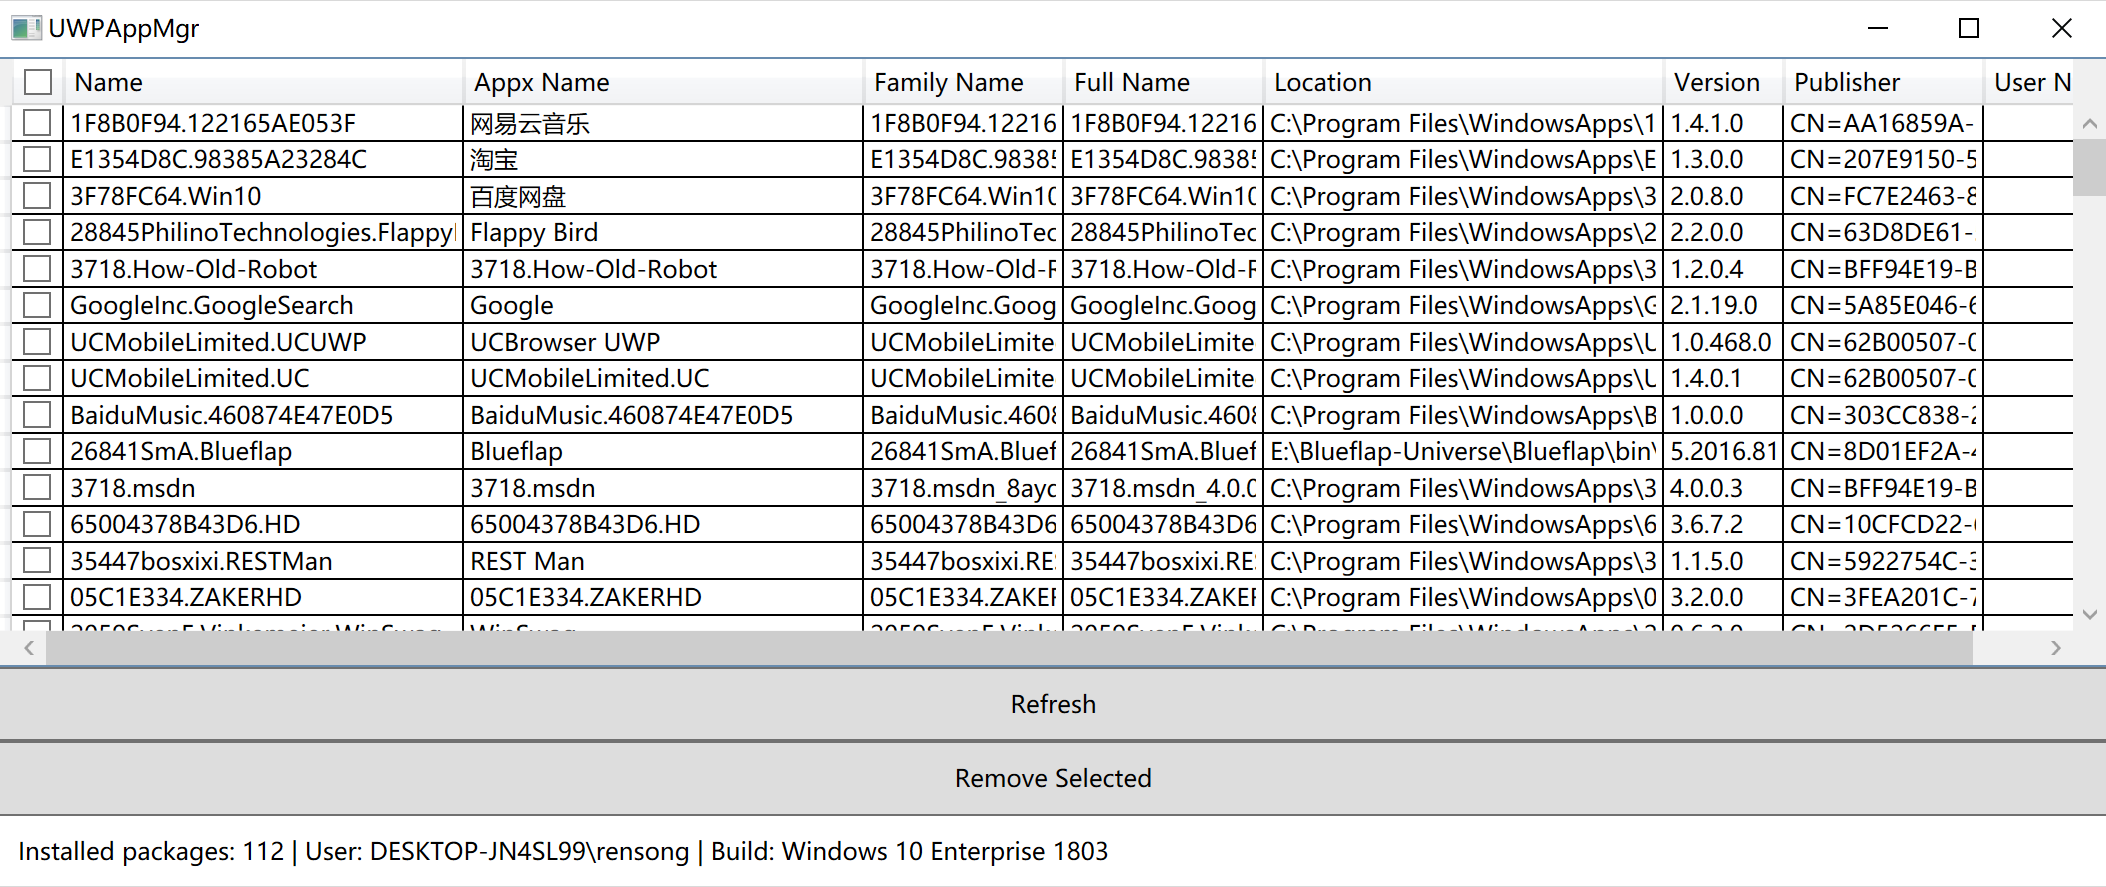 UWPAppMgr
Name Appx Name Family Name Full Name Location Version Publisher User N
1F8B0F94.122165AE053F 网易云音乐 1F8B0F94.12216 1F8B0F94.12216 C:\Program Files\WindowsApps\1 1.4.1.0 CN=AA16859A-
E1354D8C.98385A23284C 淘宝 E1354D8C.98385 E1354D8C.98385 C:\Program Files\WindowsApps\E 1.3.0.0 CN=207E9150-5
3F78FC64.Win10 百度网盘 3F78FC64.Win10 3F78FC64.Win10 C:\Program Files\WindowsApps\3 2.0.8.0 CN=FC7E2463-8
28845PhilinoTechnologies.Flappy Flappy Bird 28845PhilinoTec 28845PhilinoTec C:\Program Files\WindowsApps\2 2.2.0.0 CN=63D8DE61-
3718.How-Old-Robot 3718.How-Old-Robot 3718.How-Old-R 3718.How-Old-R C:\Program Files\WindowsApps\3 1.2.0.4 CN=BFF94E19-B
GoogleInc.GoogleSearch Google GoogleInc.Goog GoogleInc.Goog C:\Program Files\WindowsApps\G 2.1.19.0 CN=5A85E046-6
UCMobileLimited.UCUWP UCBrowser UWP UCMobileLimite UCMobileLimite C:\Program Files\WindowsApps\U 1.0.468.0 CN=62B00507-0
UCMobileLimited.UC UCMobileLimited.UC UCMobileLimite UCMobileLimite C:\Program Files\WindowsApps\U 1.4.0.1 CN=62B00507-0
BaiduMusic.460874E47E0D5 BaiduMusic.460874E47E0D5 BaiduMusic.4608 BaiduMusic.4608 C:\Program Files\WindowsApps\B 1.0.0.0 CN=303CC838-2
26841SmA.Blueflap Blueflap 26841SmA.Bluef 26841SmA.Bluef E:\Blueflap-Universe\Blueflap\bin\ 5.2016.81 CN=8D01EF2A-4
3718.msdn 3718.msdn 3718.msdn_8ayc 3718.msdn_4.0.0 C:\Program Files\WindowsApps\3 4.0.0.3 CN=BFF94E19-B
65004378B43D6.HD 65004378B43D6.HD 65004378B43D6 65004378B43D6 C:\Program Files\WindowsApps\6 3.6.7.2 CN=10CFCD22-
35447bosxixi.RESTMan REST Man 35447bosxixi.RE 35447bosxixi.RE C:\Program Files\WindowsApps\3 1.1.5.0 CN=5922754C-3
05C1E334.ZAKERHD 05C1E334.ZAKERHD 05C1E334.ZAKE 05C1E334.ZAKE C:\Program Files\WindowsApps\0 3.2.0.0 CN=3FEA201C-7
Refresh
Remove Selected
Installed packages: 112 | User: DESKTOP-JN4SL99\rensong | Build: Windows 10 Enterprise 1803